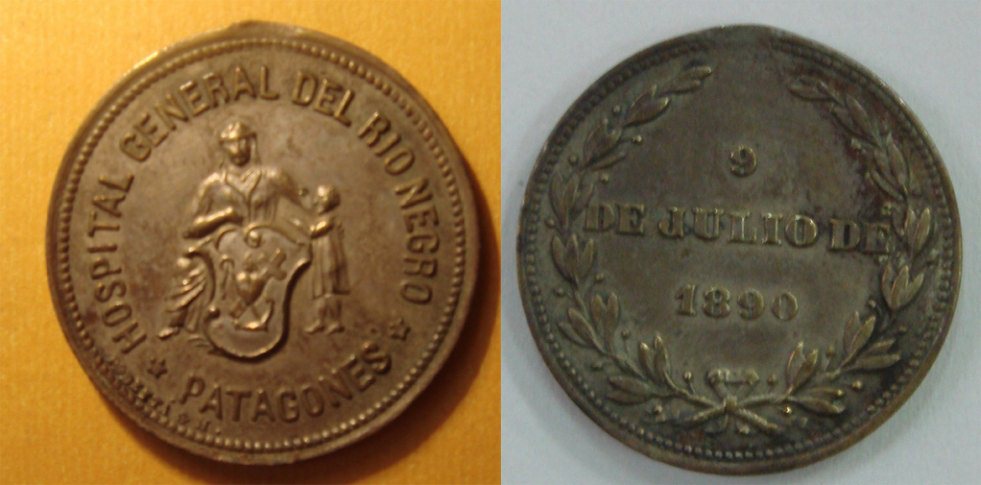 HOSPITAL GENERAL DEL RIO NEGRO
PATAGONES
9
DE JULIO DE
1890